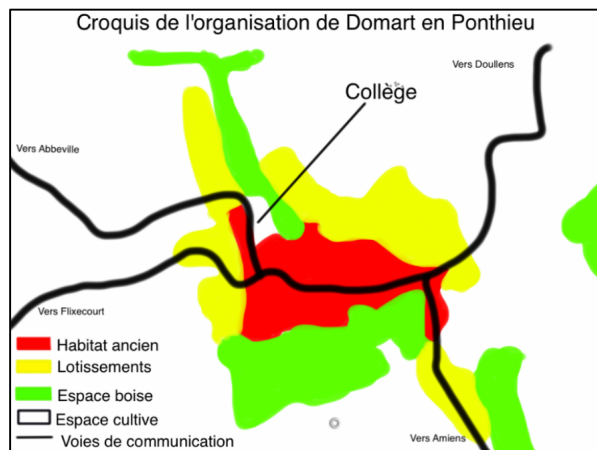 Croquis de l'organisation de Domart en Ponthieu
Vers Doullens
Collège
Vers Abbeville
Vers Flixecourt
Habitat ancien
Lotissements
Espace boise
Espace cultive
Voies de communication
Vers Amiens